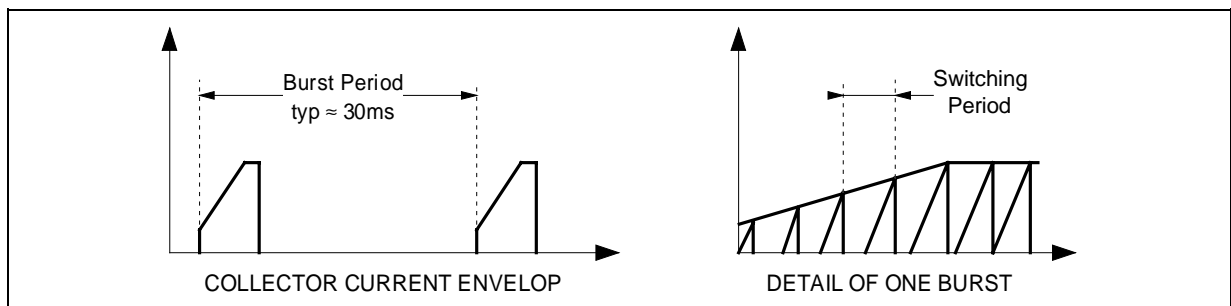 Burst Period
typ ≈ 30ms
COLLECTOR CURRENT ENVELOP
Switching
Period
DETAIL OF ONE BURST